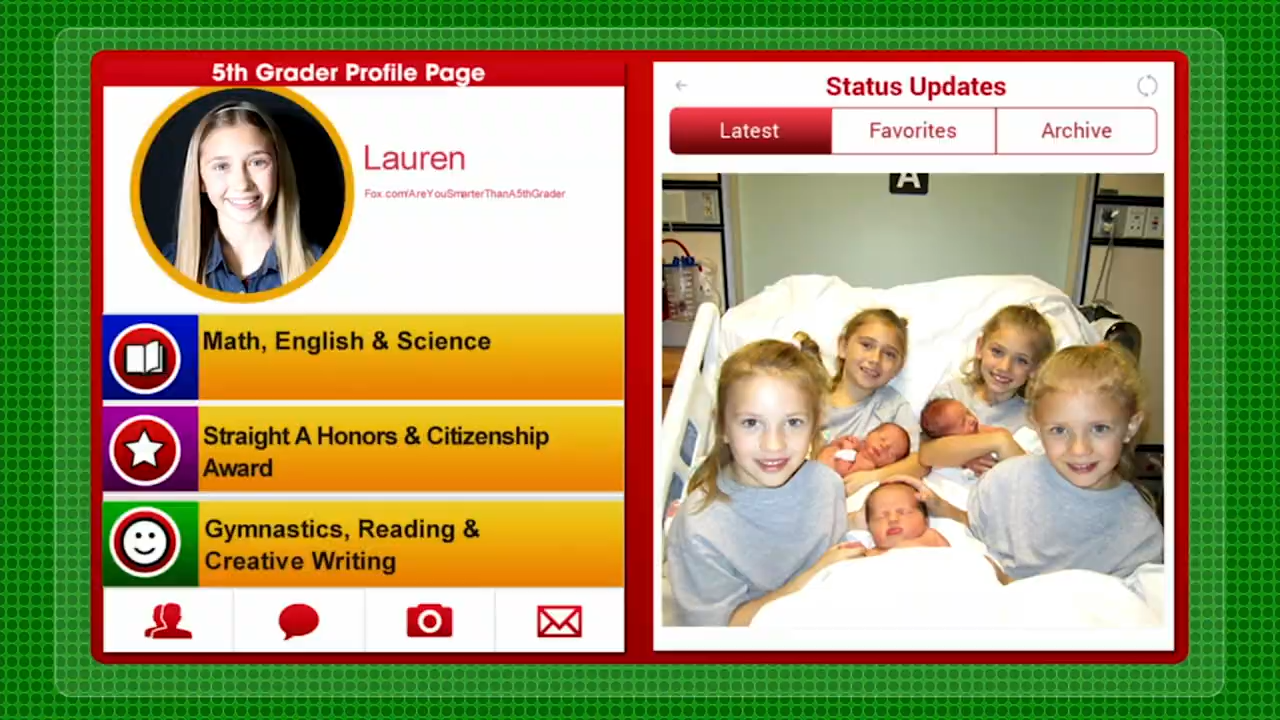 5th Grader Profile Page
Lauren
Fox.com/AreYouSmarterThanA5thGrader
Math, English & Science
Straight A Honors & Citizenship
Award
Gymnastics, Reading &
Creative Writing
Status Updates
Latest
Favorites
Archive
A